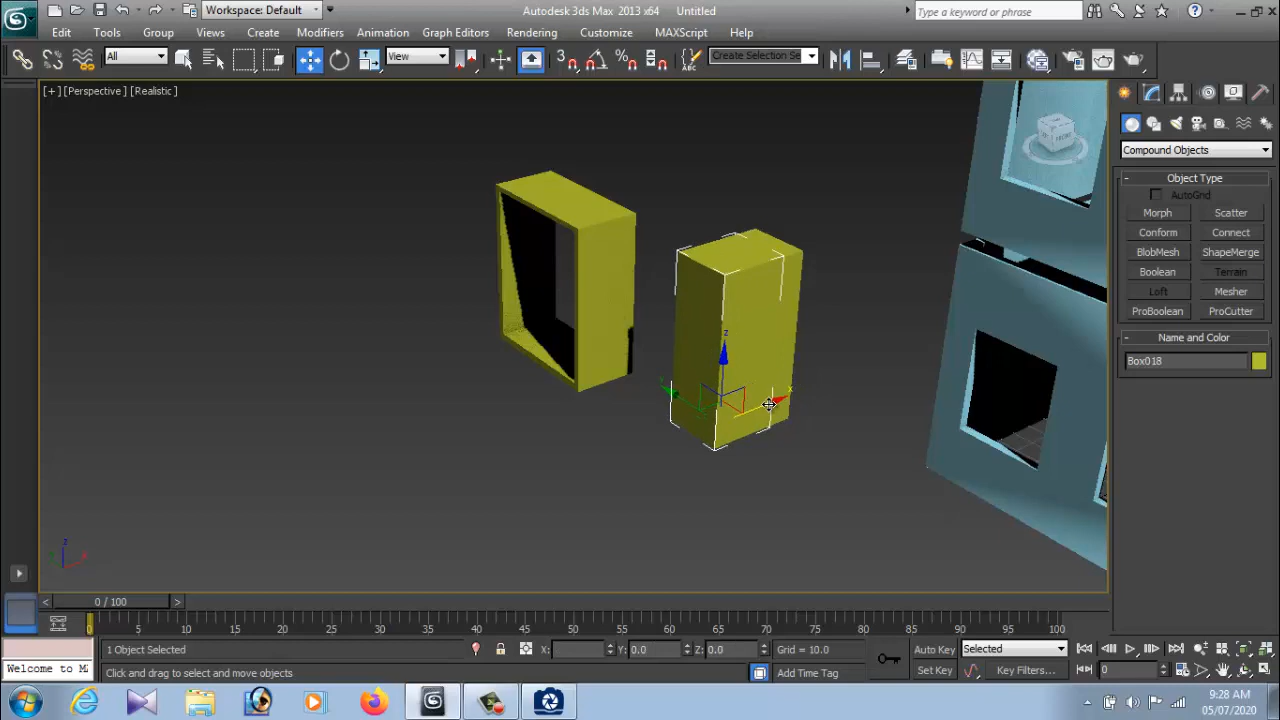 Workspace: Default
Autodesk 3ds Max 2013 x64 Untitled
Type a keyword or phrase
Edit Tools Group Views Create Modifiers Animation Graph Editors Rendering Customize MAXScript Help
All
View
3
Create Selection Se
[+] [Perspective] [Realistic]
Compound Objects
- Object Type
AutoGrid
Morph Scatter
Conform Connect
BlobMesh ShapeMerge
Boolean Terrain
Loft Mesher
ProBoolean ProCutter
- Name and Color
Box018
z
x
z
x
< 0 / 100 >
0 5 10 15 20 25 30 35 40 45 50 55 60 65 70 75 80 85 90 95 100
1 Object Selected
X: Y: 0.0 Z: 0.0 Grid = 10.0
Auto Key Selected
Welcome to M
Click and drag to select and move objects
Add Time Tag
Set Key Key Filters...
0
9:28 AM
05/07/2020